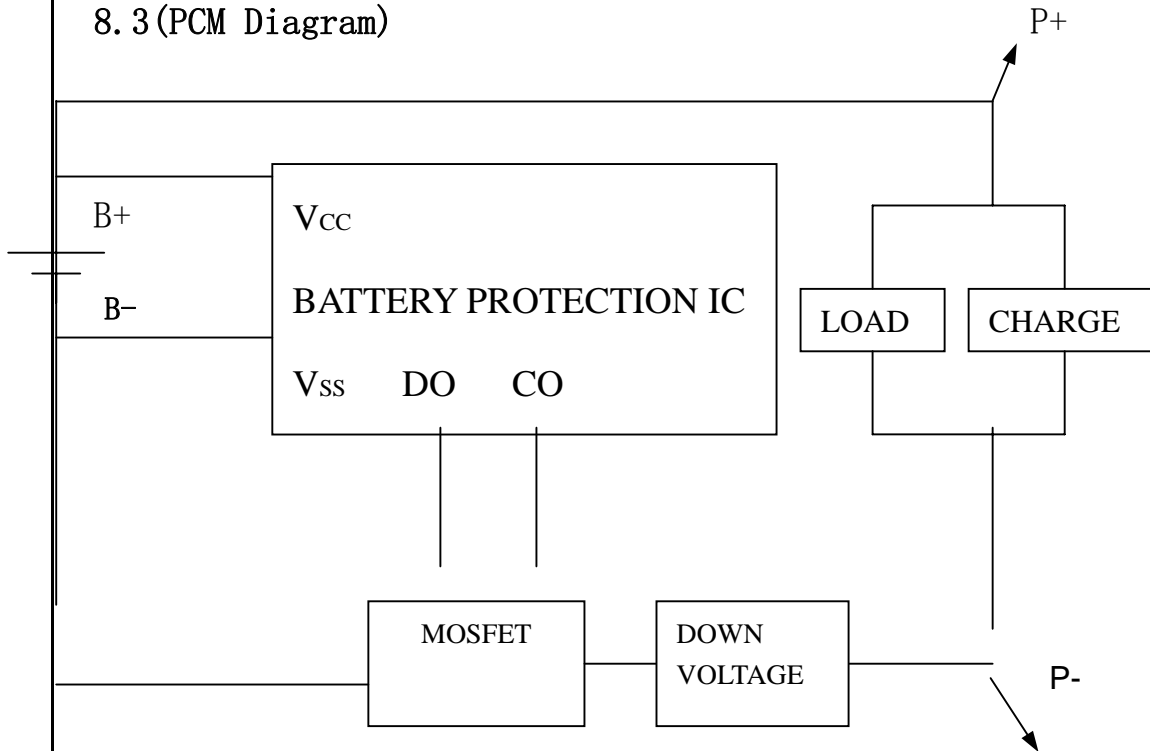 8.3(PCM Diagram)
P+
B+
Vcc
BATTERY PROTECTION IC
B-
LOAD
CHARGE
Vss DO CO
MOSFET
DOWN
VOLTAGE
P-